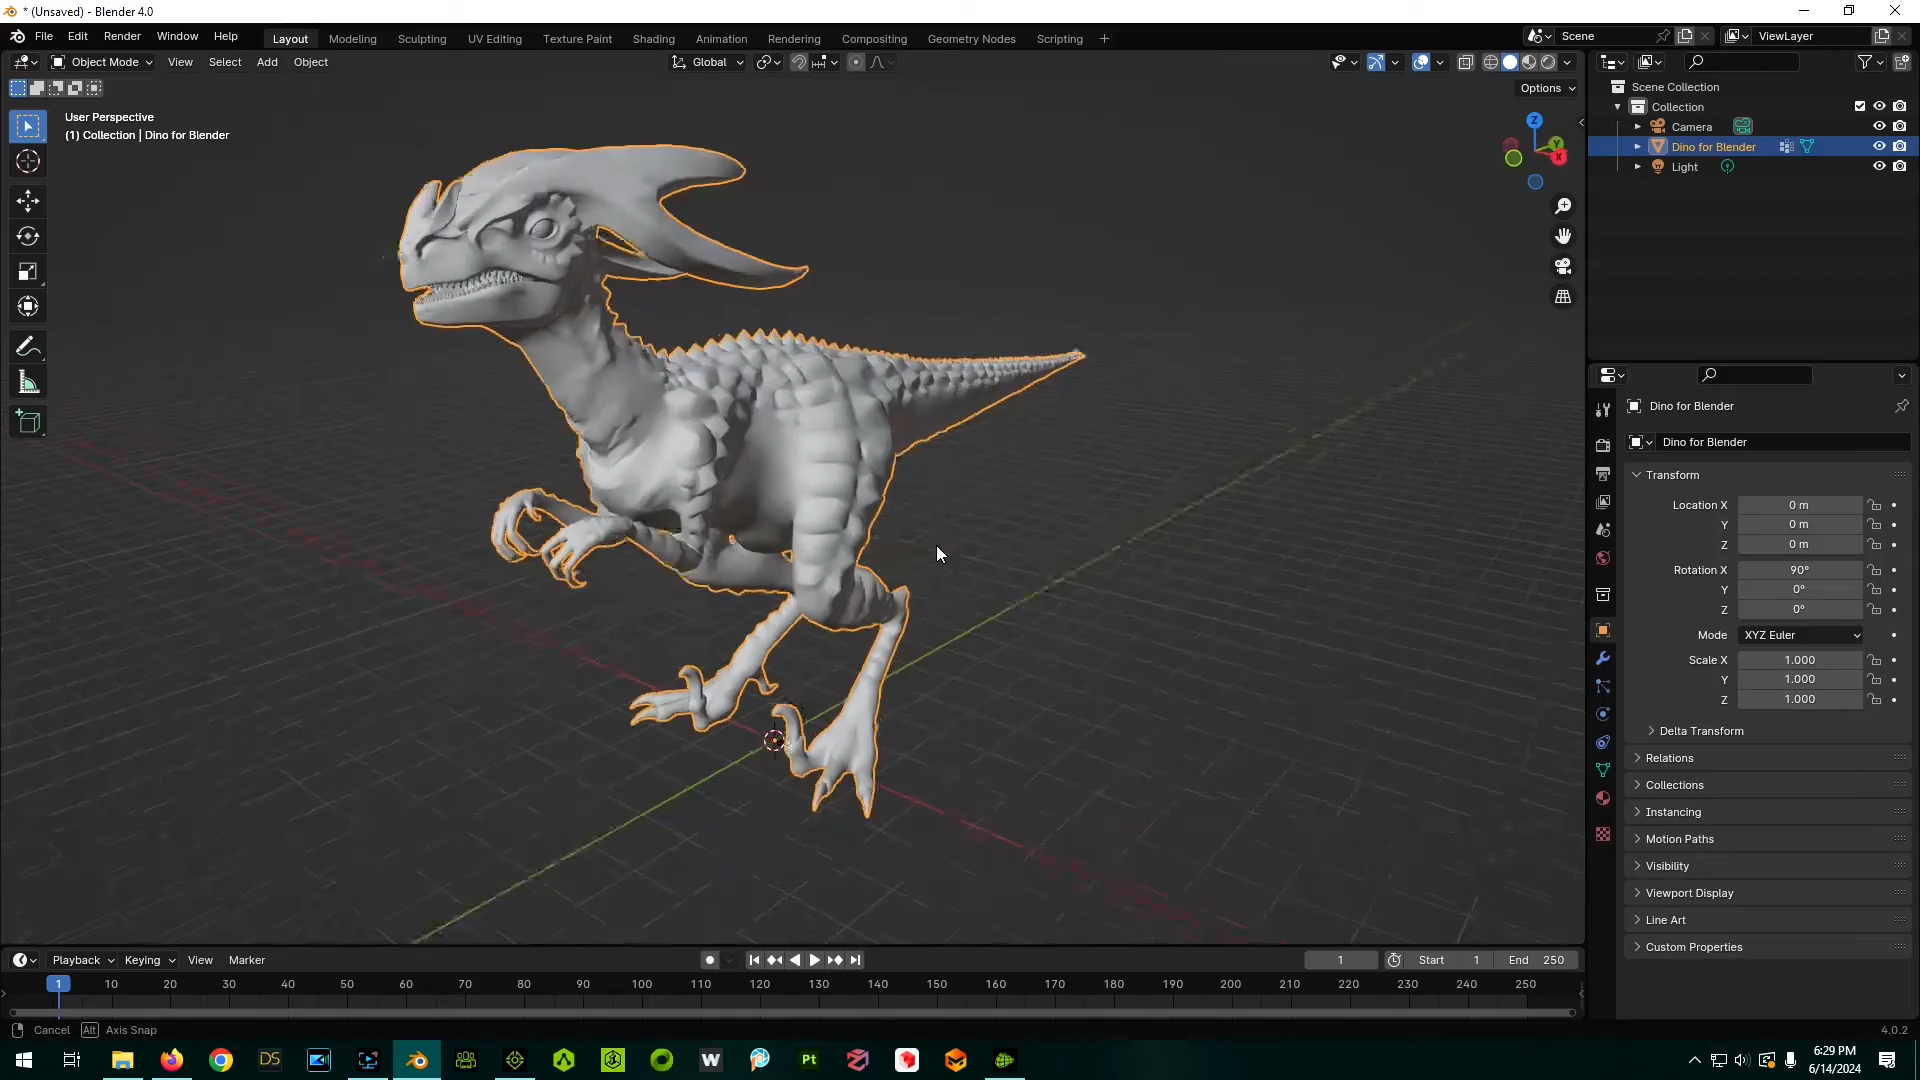 * (Unsaved) - Blender 4.0
File Edit Render Window Help
Layout Modeling Sculpting UV Editing Texture Paint Shading Animation Rendering Compositing Geometry Nodes Scripting +
Scene
ViewLayer
Object Mode View Select Add Object
Global
Options
User Perspective
(1) Collection | Dino for Blender
Z
Y
X
Scene Collection
Collection
Camera
Dino for Blender
Light
Dino for Blender
Dino for Blender
Transform
Location X 0 m
Y 0 m
Z 0 m
Rotation X 90°
Y 0°
Z 0°
Mode XYZ Euler
Scale X 1.000
Y 1.000
Z 1.000
Delta Transform
Relations
Collections
Instancing
Motion Paths
Visibility
Viewport Display
Line Art
Custom Properties
Playback Keying View Marker
1 Start 1 End 250
1 10 20 30 40 50 60 70 80 90 100 110 120 130 140 150 160 170 180 190 200 210 220 230 240 250
Cancel Alt Axis Snap
4.0.2
DS W Pt
6:29 PM
6/14/2024